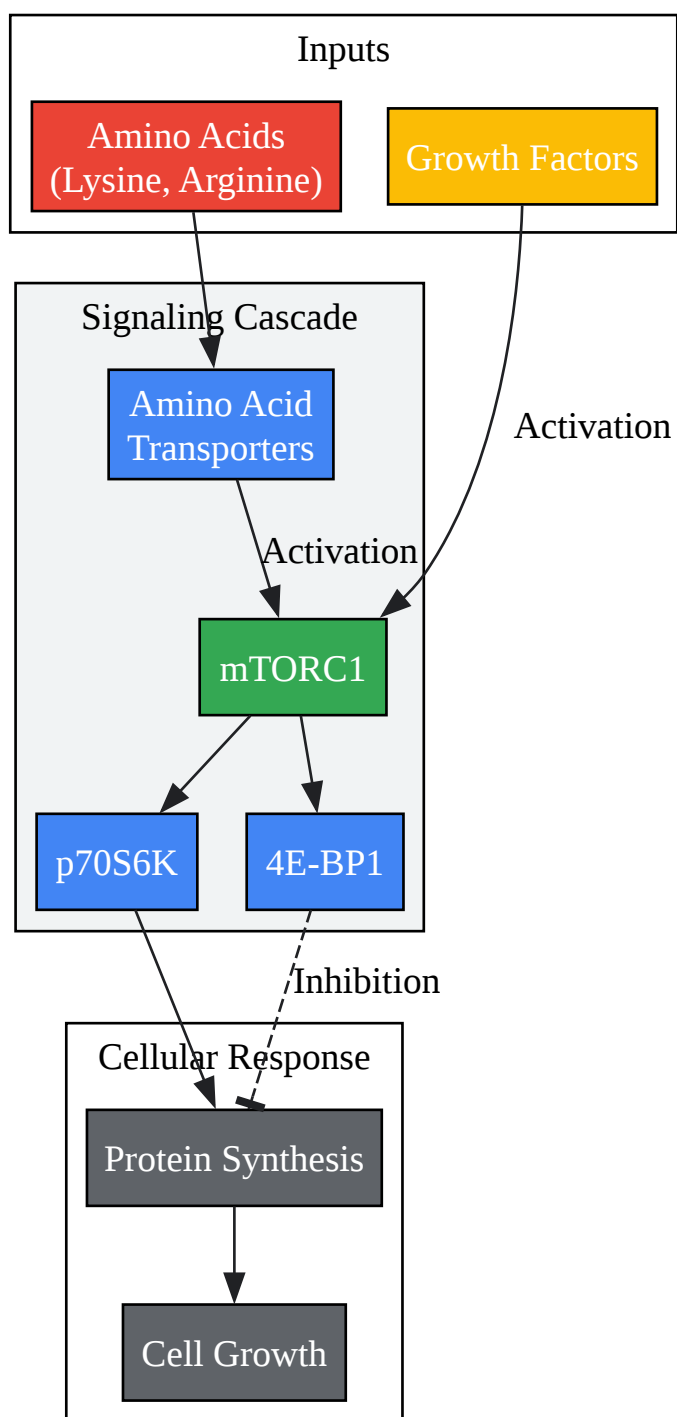 Inputs
Amino Acids
(Lysine, Arginine)
Growth Factors
Signaling Cascade
Amino Acid
Transporters
Activation
Activation
mTORC1
p70S6K
4E-BP1
Inhibition
Cellular Response
Protein Synthesis
Cell Growth